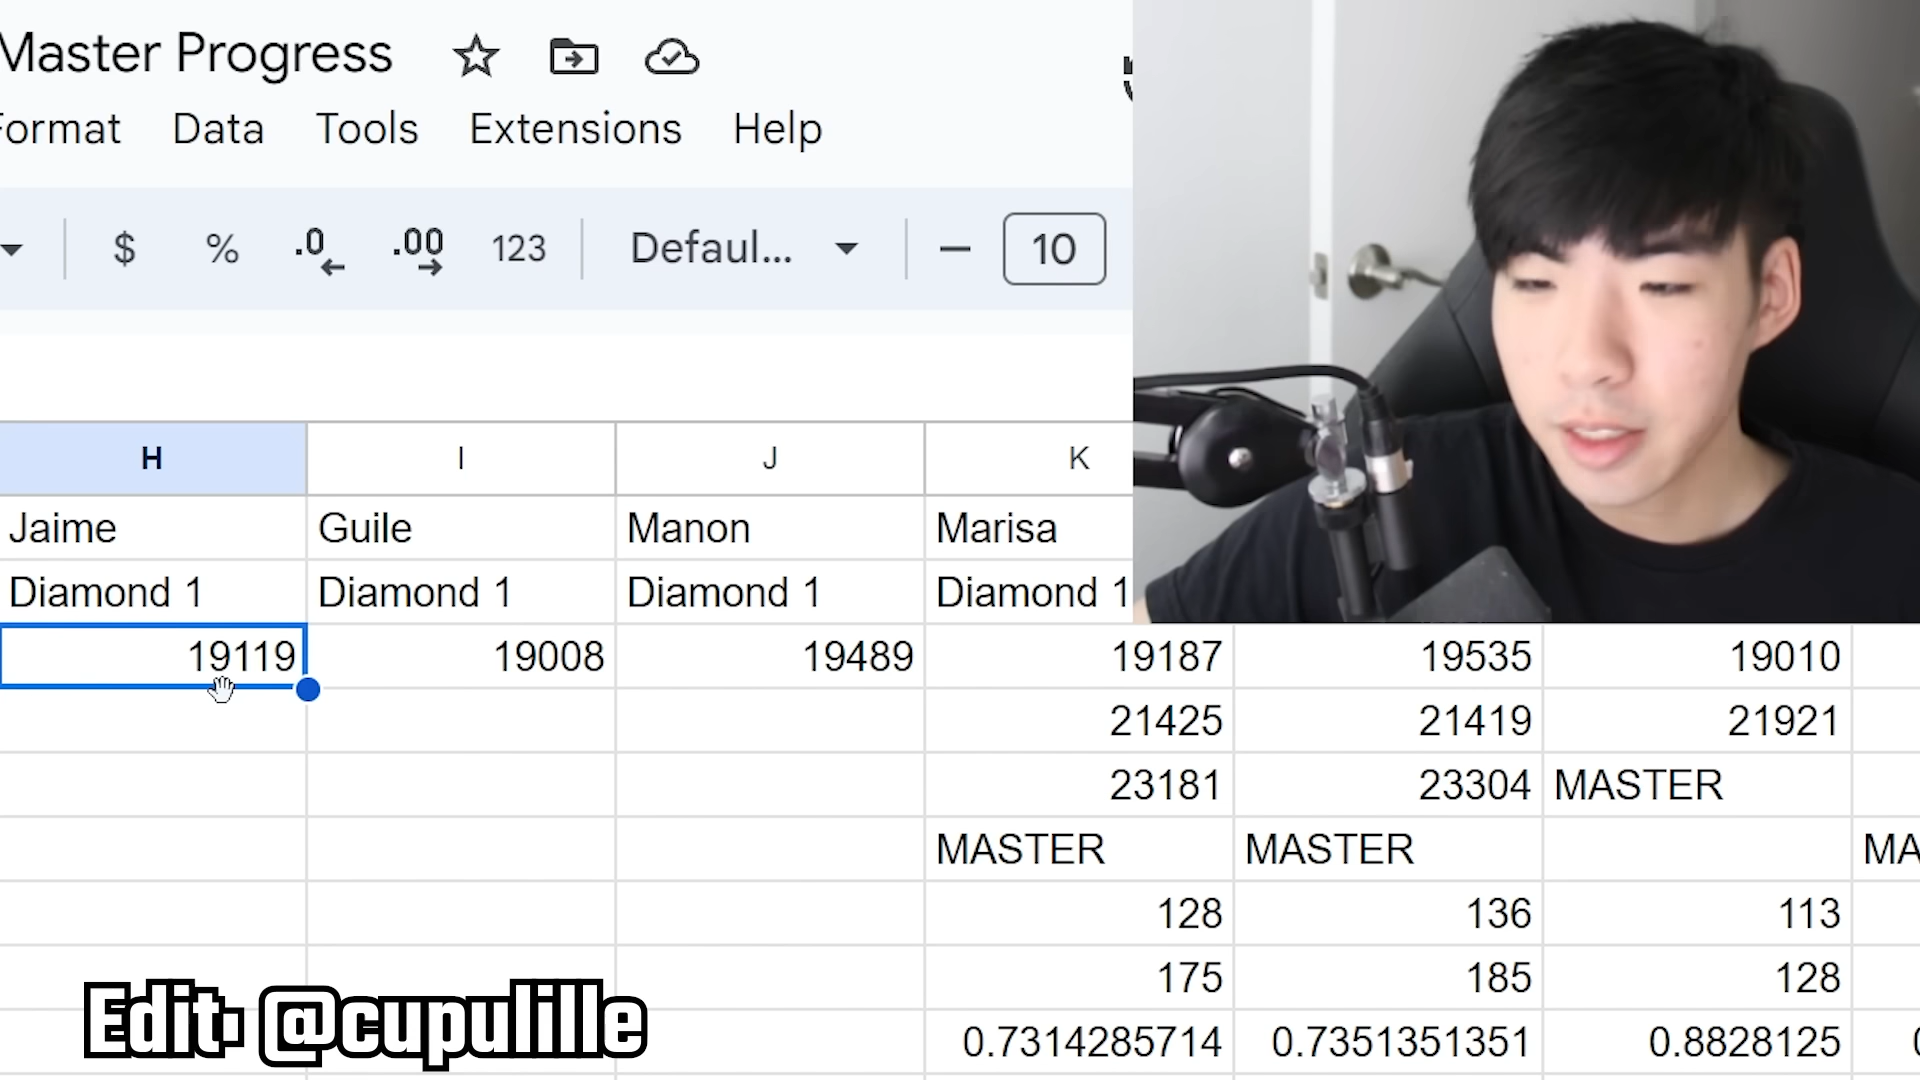 Master Progress
Format Data Tools Extensions Help
$ % .0 .00 123 Defaul... 10
H I J K
Jaime Guile Manon Marisa
Diamond 1 Diamond 1 Diamond 1 Diamond 1
19119 19008 19489 19187 19535 19010
21425 21419 21921
23181 23304 MASTER
MASTER MASTER MA
128 136 113
175 185 128
0.7314285714 0.7351351351 0.8828125
Edit: @cupulille